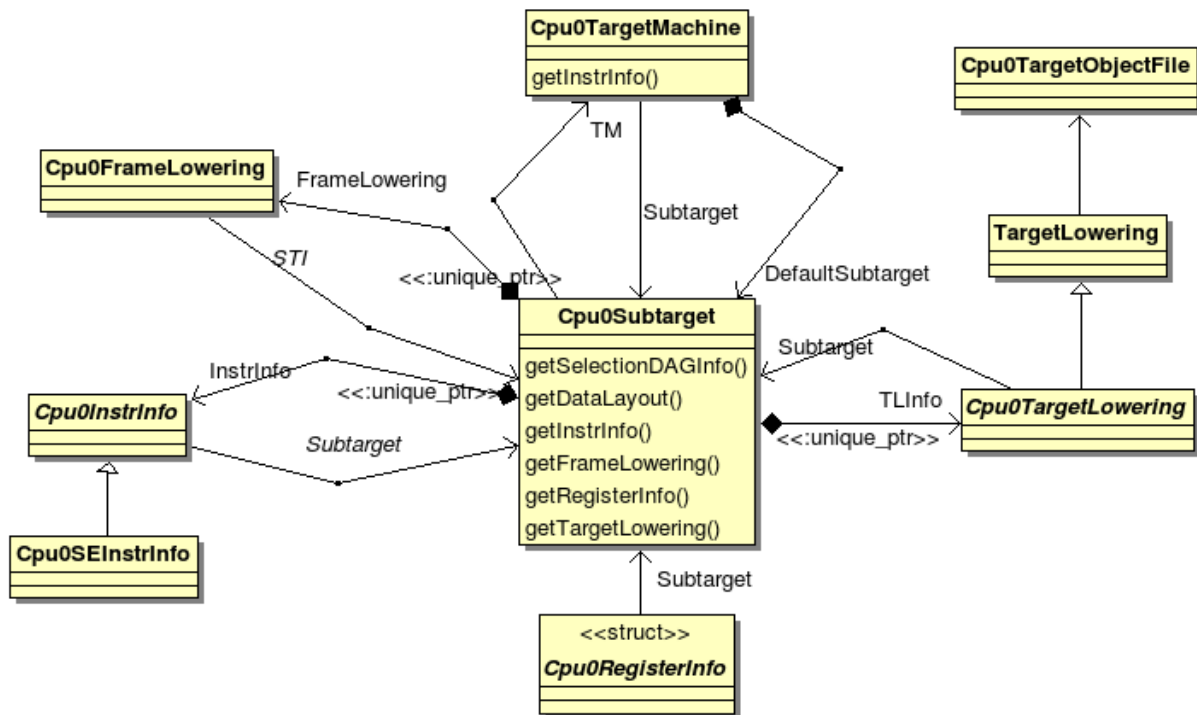 Cpu0TargetMachine
getInstrInfo()
Cpu0TargetObjectFile
TM
Cpu0FrameLowering
FrameLowering
Subtarget
TargetLowering
STI
<<:unique_ptr>>
DefaultSubtarget
Cpu0Subtarget
getSelectionDAGInfo()
getDataLayout()
getInstrInfo()
getFrameLowering()
getRegisterInfo()
getTargetLowering()
InstrInfo
<<:unique_ptr>>
Subtarget
Cpu0InstrInfo
TLInfo
Cpu0TargetLowering
Subtarget
<<:unique_ptr>>
Cpu0SEInstrInfo
Subtarget
<<struct>>
Cpu0RegisterInfo